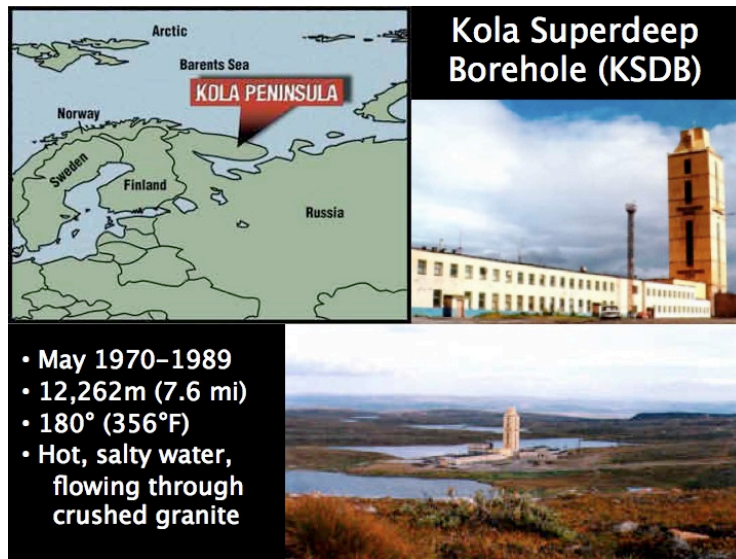 Kola Superdeep
Borehole (KSDB)
Arctic
Barents Sea
KOLA PENINSULA
Norway
Sweden
Finland
Russia
• May 1970–1989
• 12,262m (7.6 mi)
• 180° (356°F)
• Hot, salty water,
flowing through
crushed granite